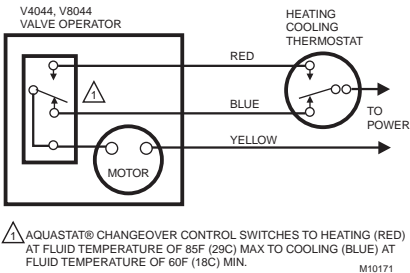 V4044, V8044
VALVE OPERATOR
HEATING
COOLING
THERMOSTAT
RED
1
BLUE
TO
POWER
YELLOW
MOTOR
1 AQUASTAT® CHANGEOVER CONTROL SWITCHES TO HEATING (RED)
AT FLUID TEMPERATURE OF 85F (29C) MAX TO COOLING (BLUE) AT
FLUID TEMPERATURE OF 60F (18C) MIN.
M10171